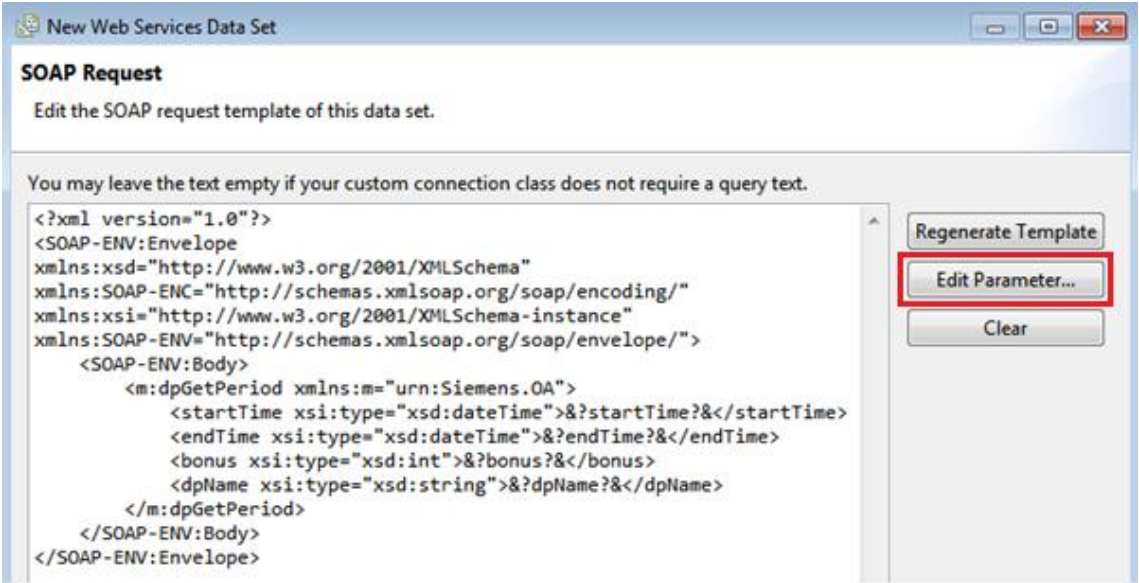 New Web Services Data Set
SOAP Request
Edit the SOAP request template of this data set.
You may leave the text empty if your custom connection class does not require a query text.
<?xml version="1.0"?>
<SOAP-ENV:Envelope
xmlns:xsd="http://www.w3.org/2001/XMLSchema"
xmlns:SOAP-ENC="http://schemas.xmlsoap.org/soap/encoding/"
xmlns:xsi="http://www.w3.org/2001/XMLSchema-instance"
xmlns:SOAP-ENV="http://schemas.xmlsoap.org/soap/envelope/">
<SOAP-ENV:Body>
<m:dpGetPeriod xmlns:m="urn:Siemens.OA">
<startTime xsi:type="xsd:dateTime">&?startTime?&</startTime>
<endTime xsi:type="xsd:dateTime">&?endTime?&</endTime>
<bonus xsi:type="xsd:int">&?bonus?&</bonus>
<dpName xsi:type="xsd:string">&?dpName?&</dpName>
</m:dpGetPeriod>
</SOAP-ENV:Body>
</SOAP-ENV:Envelope>
Regenerate Template
Edit Parameter...
Clear